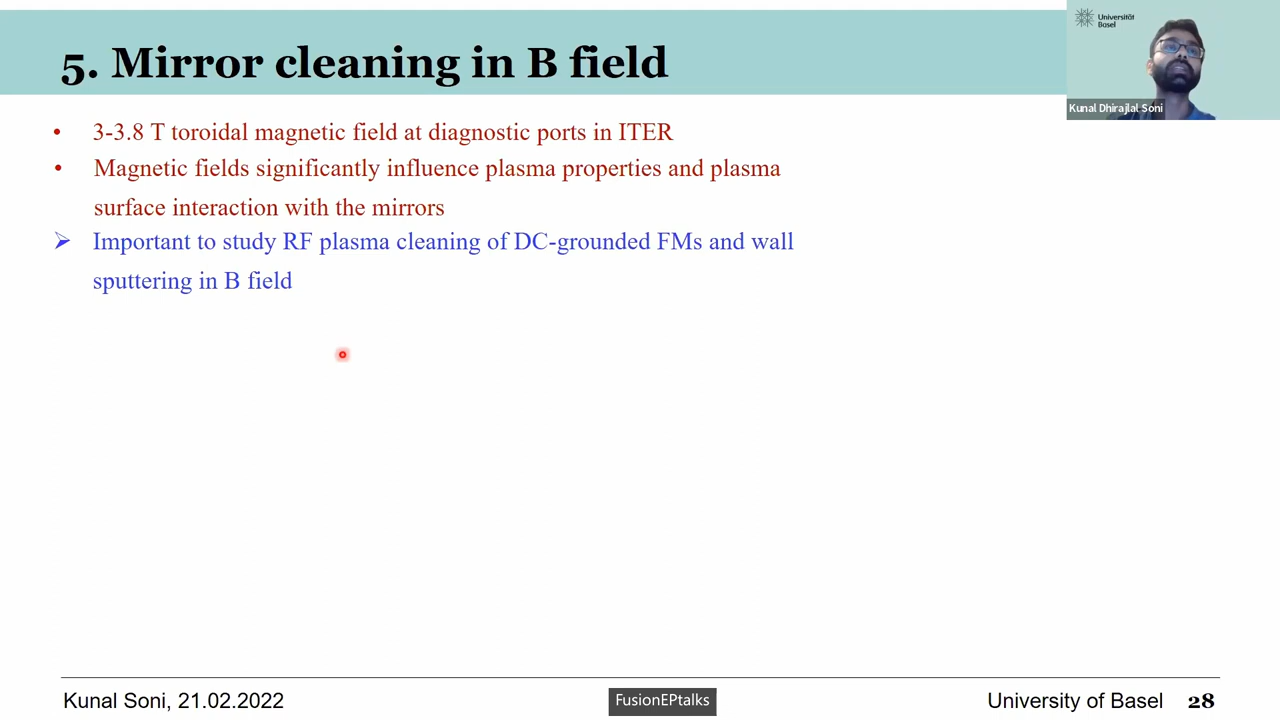 5. Mirror cleaning in B field
Universität
Basel
Kunal Dhirajlal Soni
• 3-3.8 T toroidal magnetic field at diagnostic ports in ITER
• Magnetic fields significantly influence plasma properties and plasma
surface interaction with the mirrors
➢ Important to study RF plasma cleaning of DC-grounded FMs and wall
sputtering in B field
Kunal Soni, 21.02.2022
FusionEPtalks
University of Basel 28